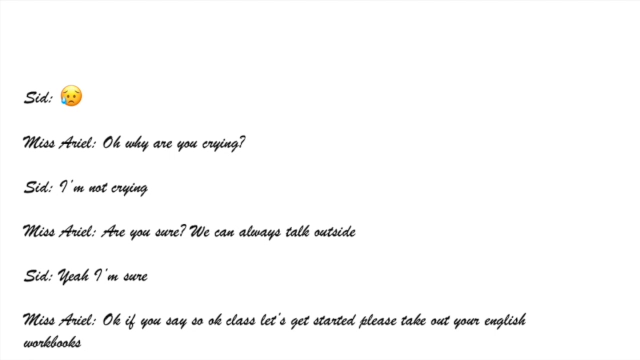 Sid: 😥
Miss Ariel: Oh why are you crying?
Sid: I'm not crying
Miss Ariel: Are you sure? We can always talk outside
Sid: Yeah I'm sure
Miss Ariel: Ok if you say so ok class let's get started please take out your english
workbooks